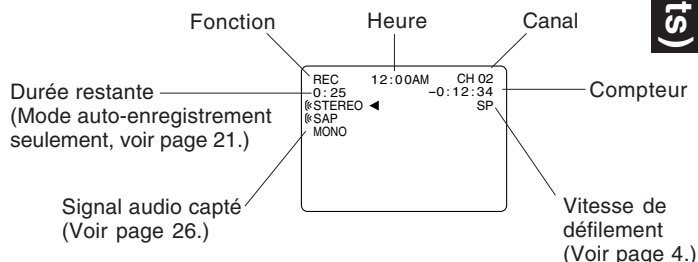 Fonction
Heure
Canal
ts)
REC 12:00AM CH 02
0:25 -0:12:34
STEREO ◀ SP
SAP
MONO
Durée restante
(Mode auto-enregistrement
seulement, voir page 21.)
Compteur
Signal audio capté
(Voir page 26.)
Vitesse de
défilement
(Voir page 4.)